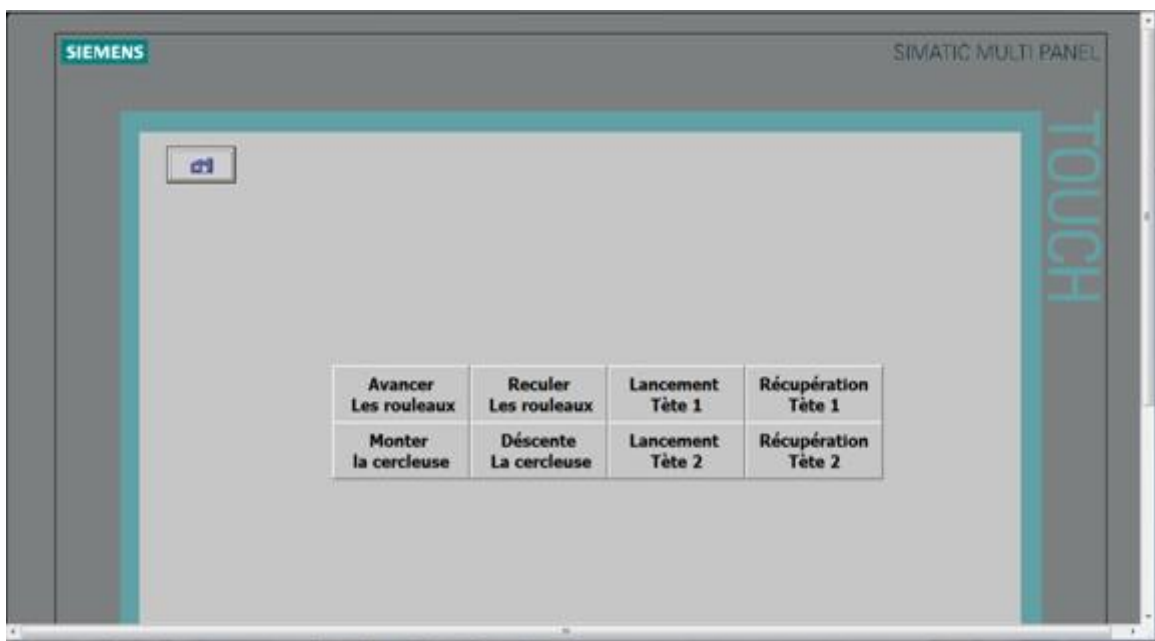 SIEMENS
SIMATIC MULTI PANEL
TOUCH
Avancer
Les rouleaux
Reculer
Les rouleaux
Lancement
Tète 1
Récupération
Tète 1
Monter
la cercleuse
Déscente
La cercleuse
Lancement
Tète 2
Récupération
Tète 2